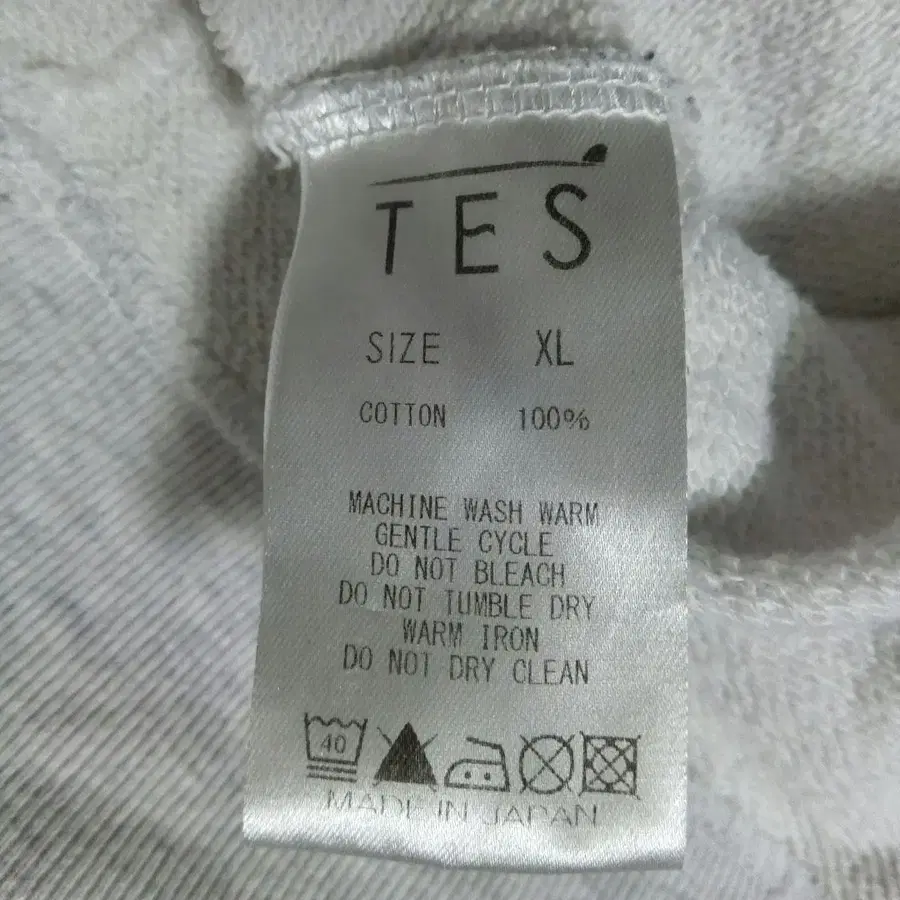 TES
SIZE XL
COTTON 100%
MACHINE WASH WARM
GENTLE CYCLE
DO NOT BLEACH
DO NOT TUMBLE DRY
WARM IRON
DO NOT DRY CLEAN
40
MADE IN JAPAN